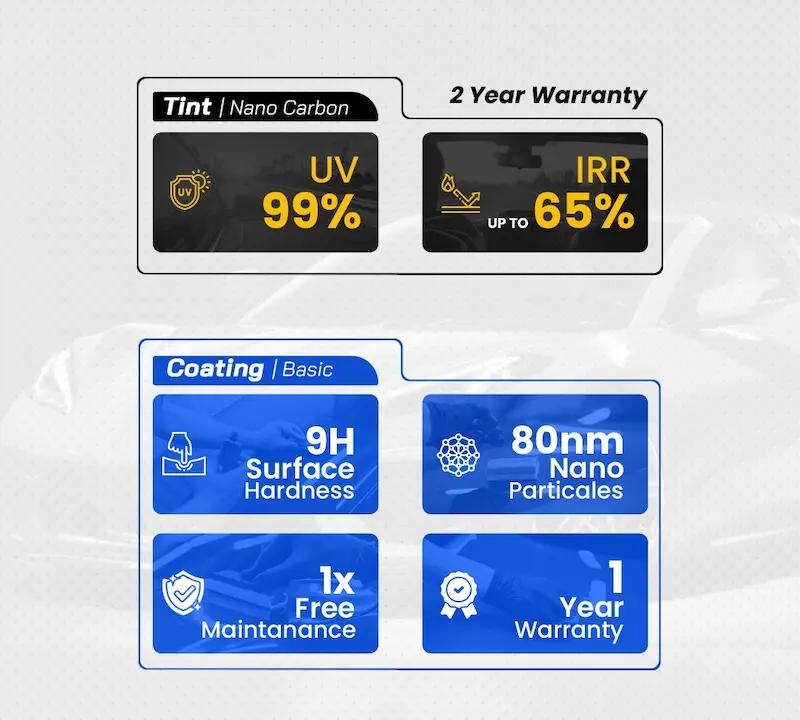 Tint | Nano Carbon
2 Year Warranty
UV
UV
99%
IRR
UP TO 65%
Coating | Basic
9H
Surface
Hardness
80nm
Nano
Particales
1x
Free
Maintanance
1
Year
Warranty